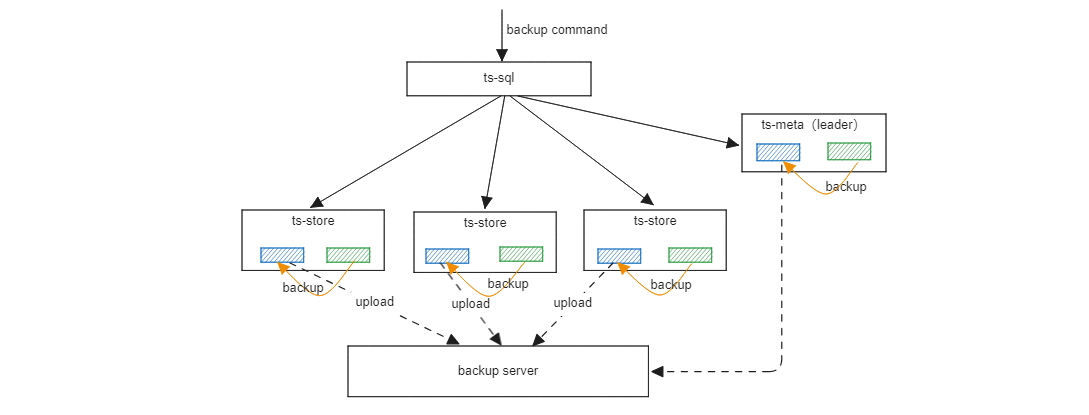 backup command
ts-sql
ts-meta（leader）
backup
ts-store
ts-store
ts-store
backup
backup
backup
upload
upload
upload
backup server